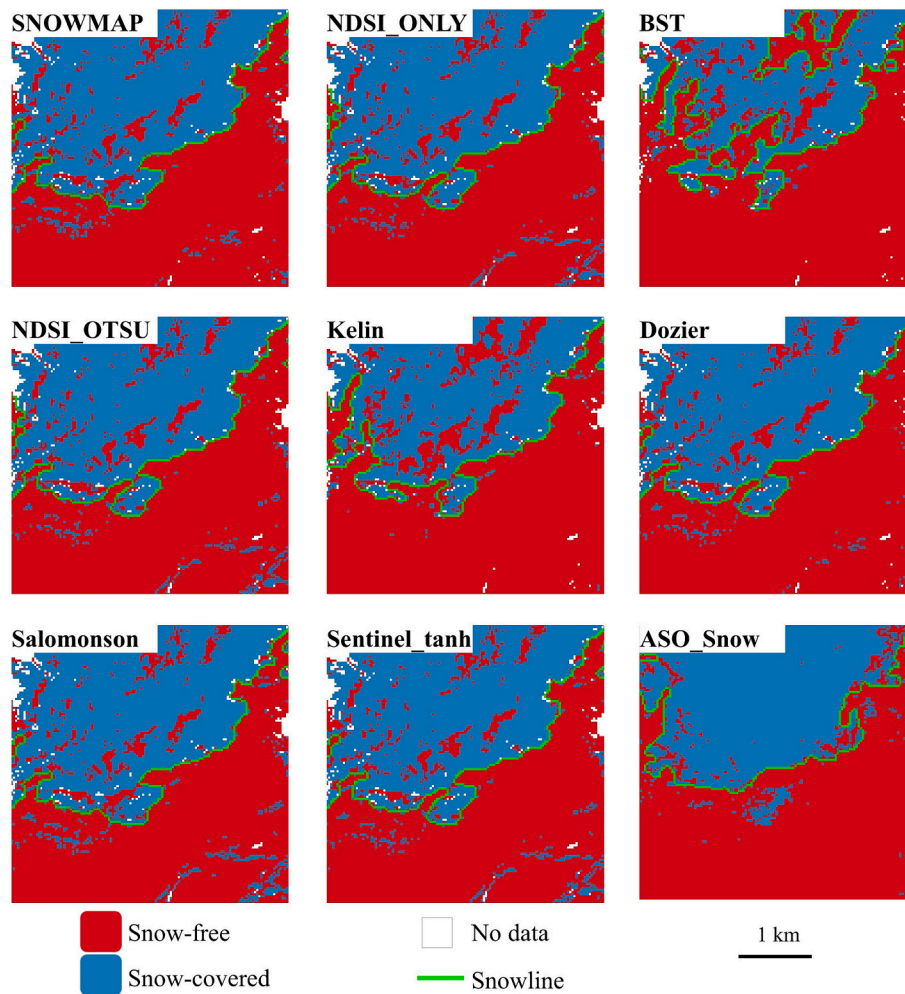 SNOWMAP
NDSI_ONLY
BST
NDSI_OTSU
Kelin
Dozier
Salomonson
Sentinel_tanh
ASO_Snow
Snow-free
No data
1 km
Snow-covered
Snowline